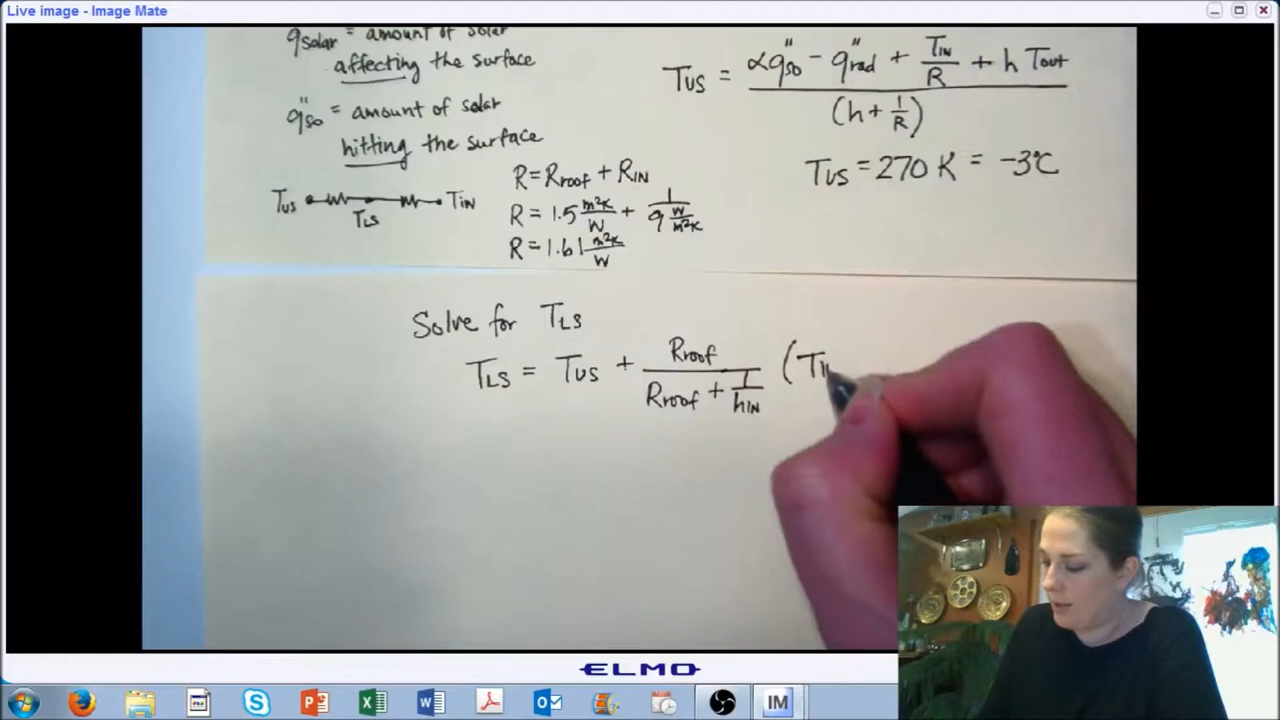 Live image - Image Mate
q"solar = amount of solar
affecting the surface
q"so = amount of solar
hitting the surface
TUS TLS TIN
R = Rroof + RIN
R = 1.5 m²K/W + 1/(9 W/m²K)
R = 1.61 m²K/W
TUS = (αq"so - q"rad + TIN/R + h Tout)/(h + 1/R)
TUS = 270 K = -3°C
Solve for TLS
TLS = TUS + Rroof/(Rroof + 1/hIN) (TI
ELMO
IM